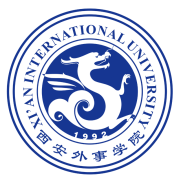 XI'AN INTERNATIONAL UNIVERSITY
1992
西安外事学院